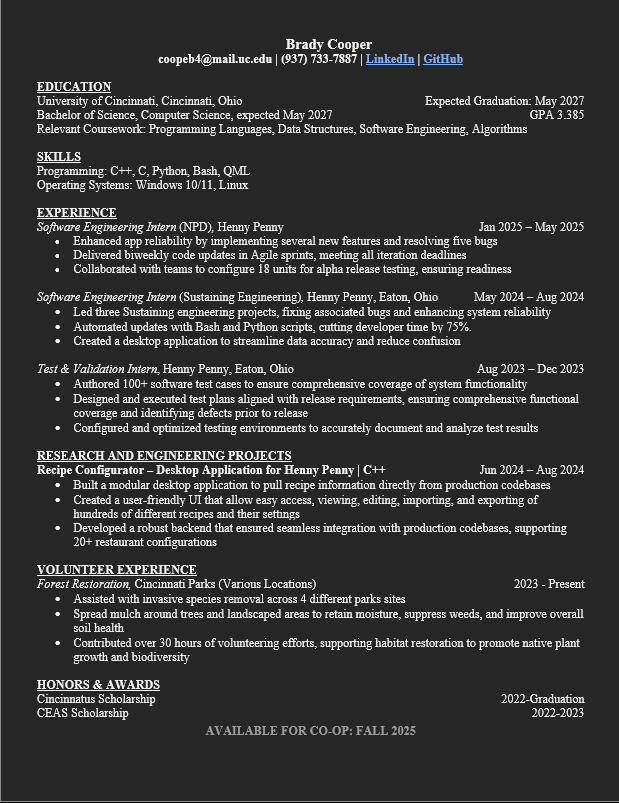 Brady Cooper
coopeb4@mail.uc.edu | (937) 733-7887 | LinkedIn | GitHub
EDUCATION
University of Cincinnati, Cincinnati, Ohio Expected Graduation: May 2027
Bachelor of Science, Computer Science, expected May 2027 GPA 3.385
Relevant Coursework: Programming Languages, Data Structures, Software Engineering, Algorithms
SKILLS
Programming: C++, C, Python, Bash, QML
Operating Systems: Windows 10/11, Linux
EXPERIENCE
Software Engineering Intern (NPD), Henny Penny Jan 2025 – May 2025
• Enhanced app reliability by implementing several new features and resolving five bugs
• Delivered biweekly code updates in Agile sprints, meeting all iteration deadlines
• Collaborated with teams to configure 18 units for alpha release testing, ensuring readiness
Software Engineering Intern (Sustaining Engineering), Henny Penny, Eaton, Ohio May 2024 – Aug 2024
• Led three Sustaining engineering projects, fixing associated bugs and enhancing system reliability
• Automated updates with Bash and Python scripts, cutting developer time by 75%.
• Created a desktop application to streamline data accuracy and reduce confusion
Test & Validation Intern, Henny Penny, Eaton, Ohio Aug 2023 – Dec 2023
• Authored 100+ software test cases to ensure comprehensive coverage of system functionality
• Designed and executed test plans aligned with release requirements, ensuring comprehensive functional
coverage and identifying defects prior to release
• Configured and optimized testing environments to accurately document and analyze test results
RESEARCH AND ENGINEERING PROJECTS
Recipe Configurator – Desktop Application for Henny Penny | C++ Jun 2024 – Aug 2024
• Built a modular desktop application to pull recipe information directly from production codebases
• Created a user-friendly UI that allow easy access, viewing, editing, importing, and exporting of
hundreds of different recipes and their settings
• Developed a robust backend that ensured seamless integration with production codebases, supporting
20+ restaurant configurations
VOLUNTEER EXPERIENCE
Forest Restoration, Cincinnati Parks (Various Locations) 2023 - Present
• Assisted with invasive species removal across 4 different parks sites
• Spread mulch around trees and landscaped areas to retain moisture, suppress weeds, and improve overall
soil health
• Contributed over 30 hours of volunteering efforts, supporting habitat restoration to promote native plant
growth and biodiversity
HONORS & AWARDS
Cincinnatus Scholarship 2022-Graduation
CEAS Scholarship 2022-2023
AVAILABLE FOR CO-OP: FALL 2025